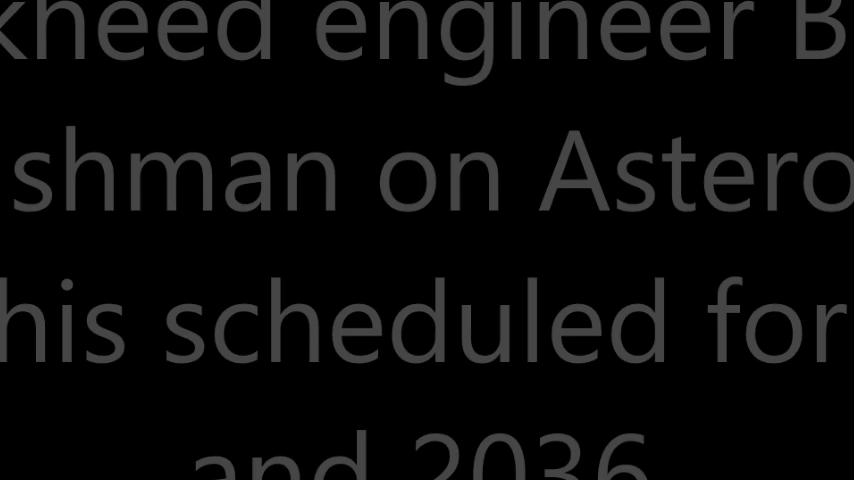 kheed engineer B
shman on Astero
his scheduled for
and 2036